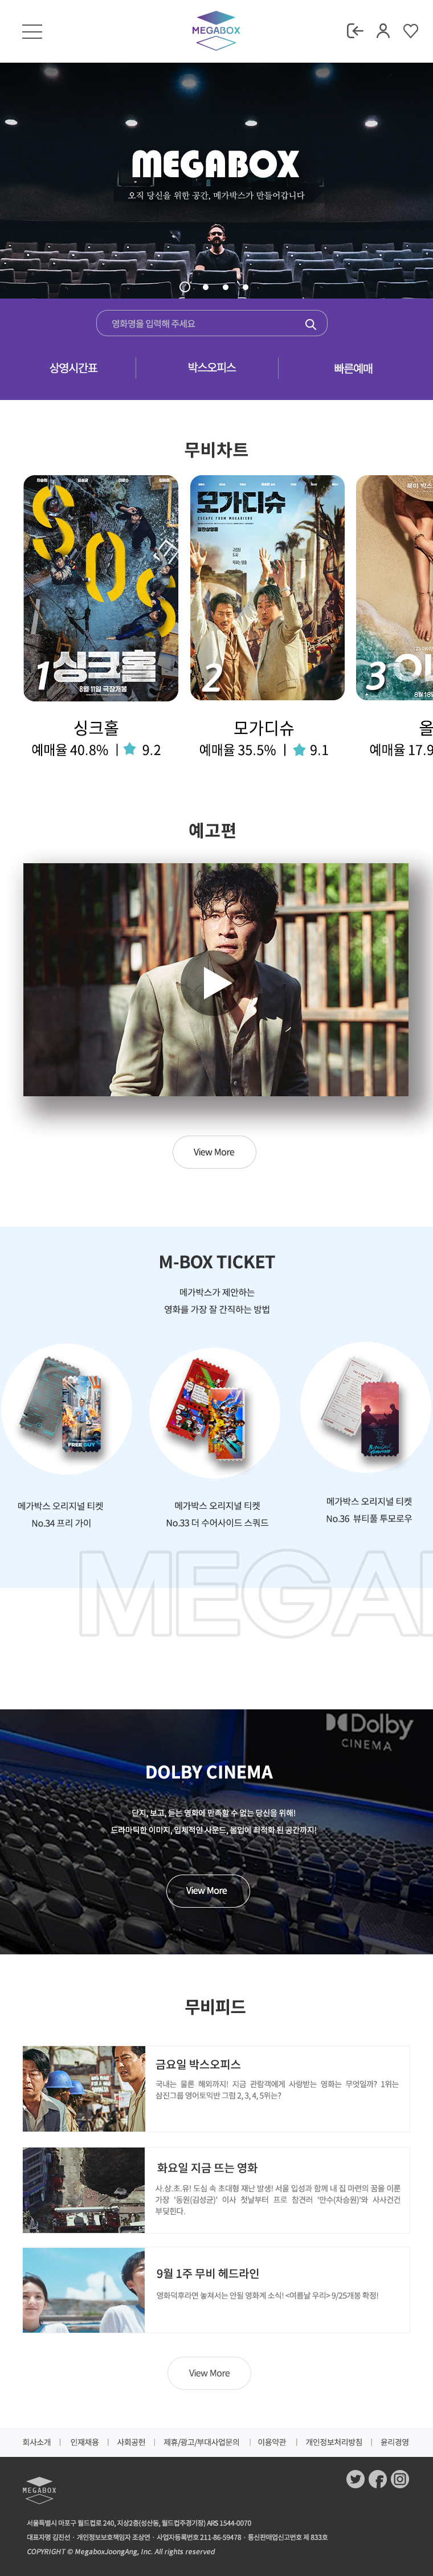 MEGABOX
MEGABOX
오직 당신을 위한 공간, 메가박스가 만들어갑니다
영화명을 입력해 주세요
상영시간표
박스오피스
빠른예매
무비차트
SOS
싱크홀
8월 11일 극장개봉
1
모가디슈
ESCAPE FROM MOGADISHU
2
북미 박스
3
8월 18일
싱크홀
예매율 40.8% | 9.2
모가디슈
예매율 35.5% | 9.1
올
예매율 17.9
예고편
View More
M-BOX TICKET
메가박스가 제안하는
영화를 가장 잘 간직하는 방법
FREE GUY
메가박스 오리지널 티켓
No.34 프리 가이
메가박스 오리지널 티켓
No.33 더 수어사이드 스쿼드
메가박스 오리지널 티켓
No.36 뷰티풀 투모로우
MEGA
Dolby
CINEMA
DOLBY CINEMA
단지, 보고, 듣는 영화에 만족할 수 없는 당신을 위해!
드라마틱한 이미지, 입체적인 사운드, 몰입에 최적화 된 공간까지!
View More
무비피드
금요일 박스오피스
국내는 물론 해외까지! 지금 관람객에게 사랑받는 영화는 무엇일까? 1위는
삼진그룹 영어토익반 그럼 2, 3, 4, 5위는?
화요일 지금 뜨는 영화
사.상.초.유! 도심 속 초대형 재난 발생! 서울 입성과 함께 내 집 마련의 꿈을 이룬
가장 '동원(김성균)' 이사 첫날부터 프로 참견러 '만수(차승원)'와 사사건건
부딪힌다.
9월 1주 무비 헤드라인
영화덕후라면 놓쳐서는 안될 영화계 소식! <여름날 우리> 9/25개봉 확정!
View More
회사소개 | 인재채용 | 사회공헌 | 제휴/광고/부대사업문의 | 이용약관 | 개인정보처리방침 | 윤리경영
MEGABOX
서울특별시 마포구 월드컵로 240, 지상2층(성산동, 월드컵주경기장) ARS 1544-0070
대표자명 김진선 · 개인정보보호책임자 조상연 · 사업자등록번호 211-86-59478 · 통신판매업신고번호 제 833호
COPYRIGHT © MegaboxJoongAng, Inc. All rights reserved